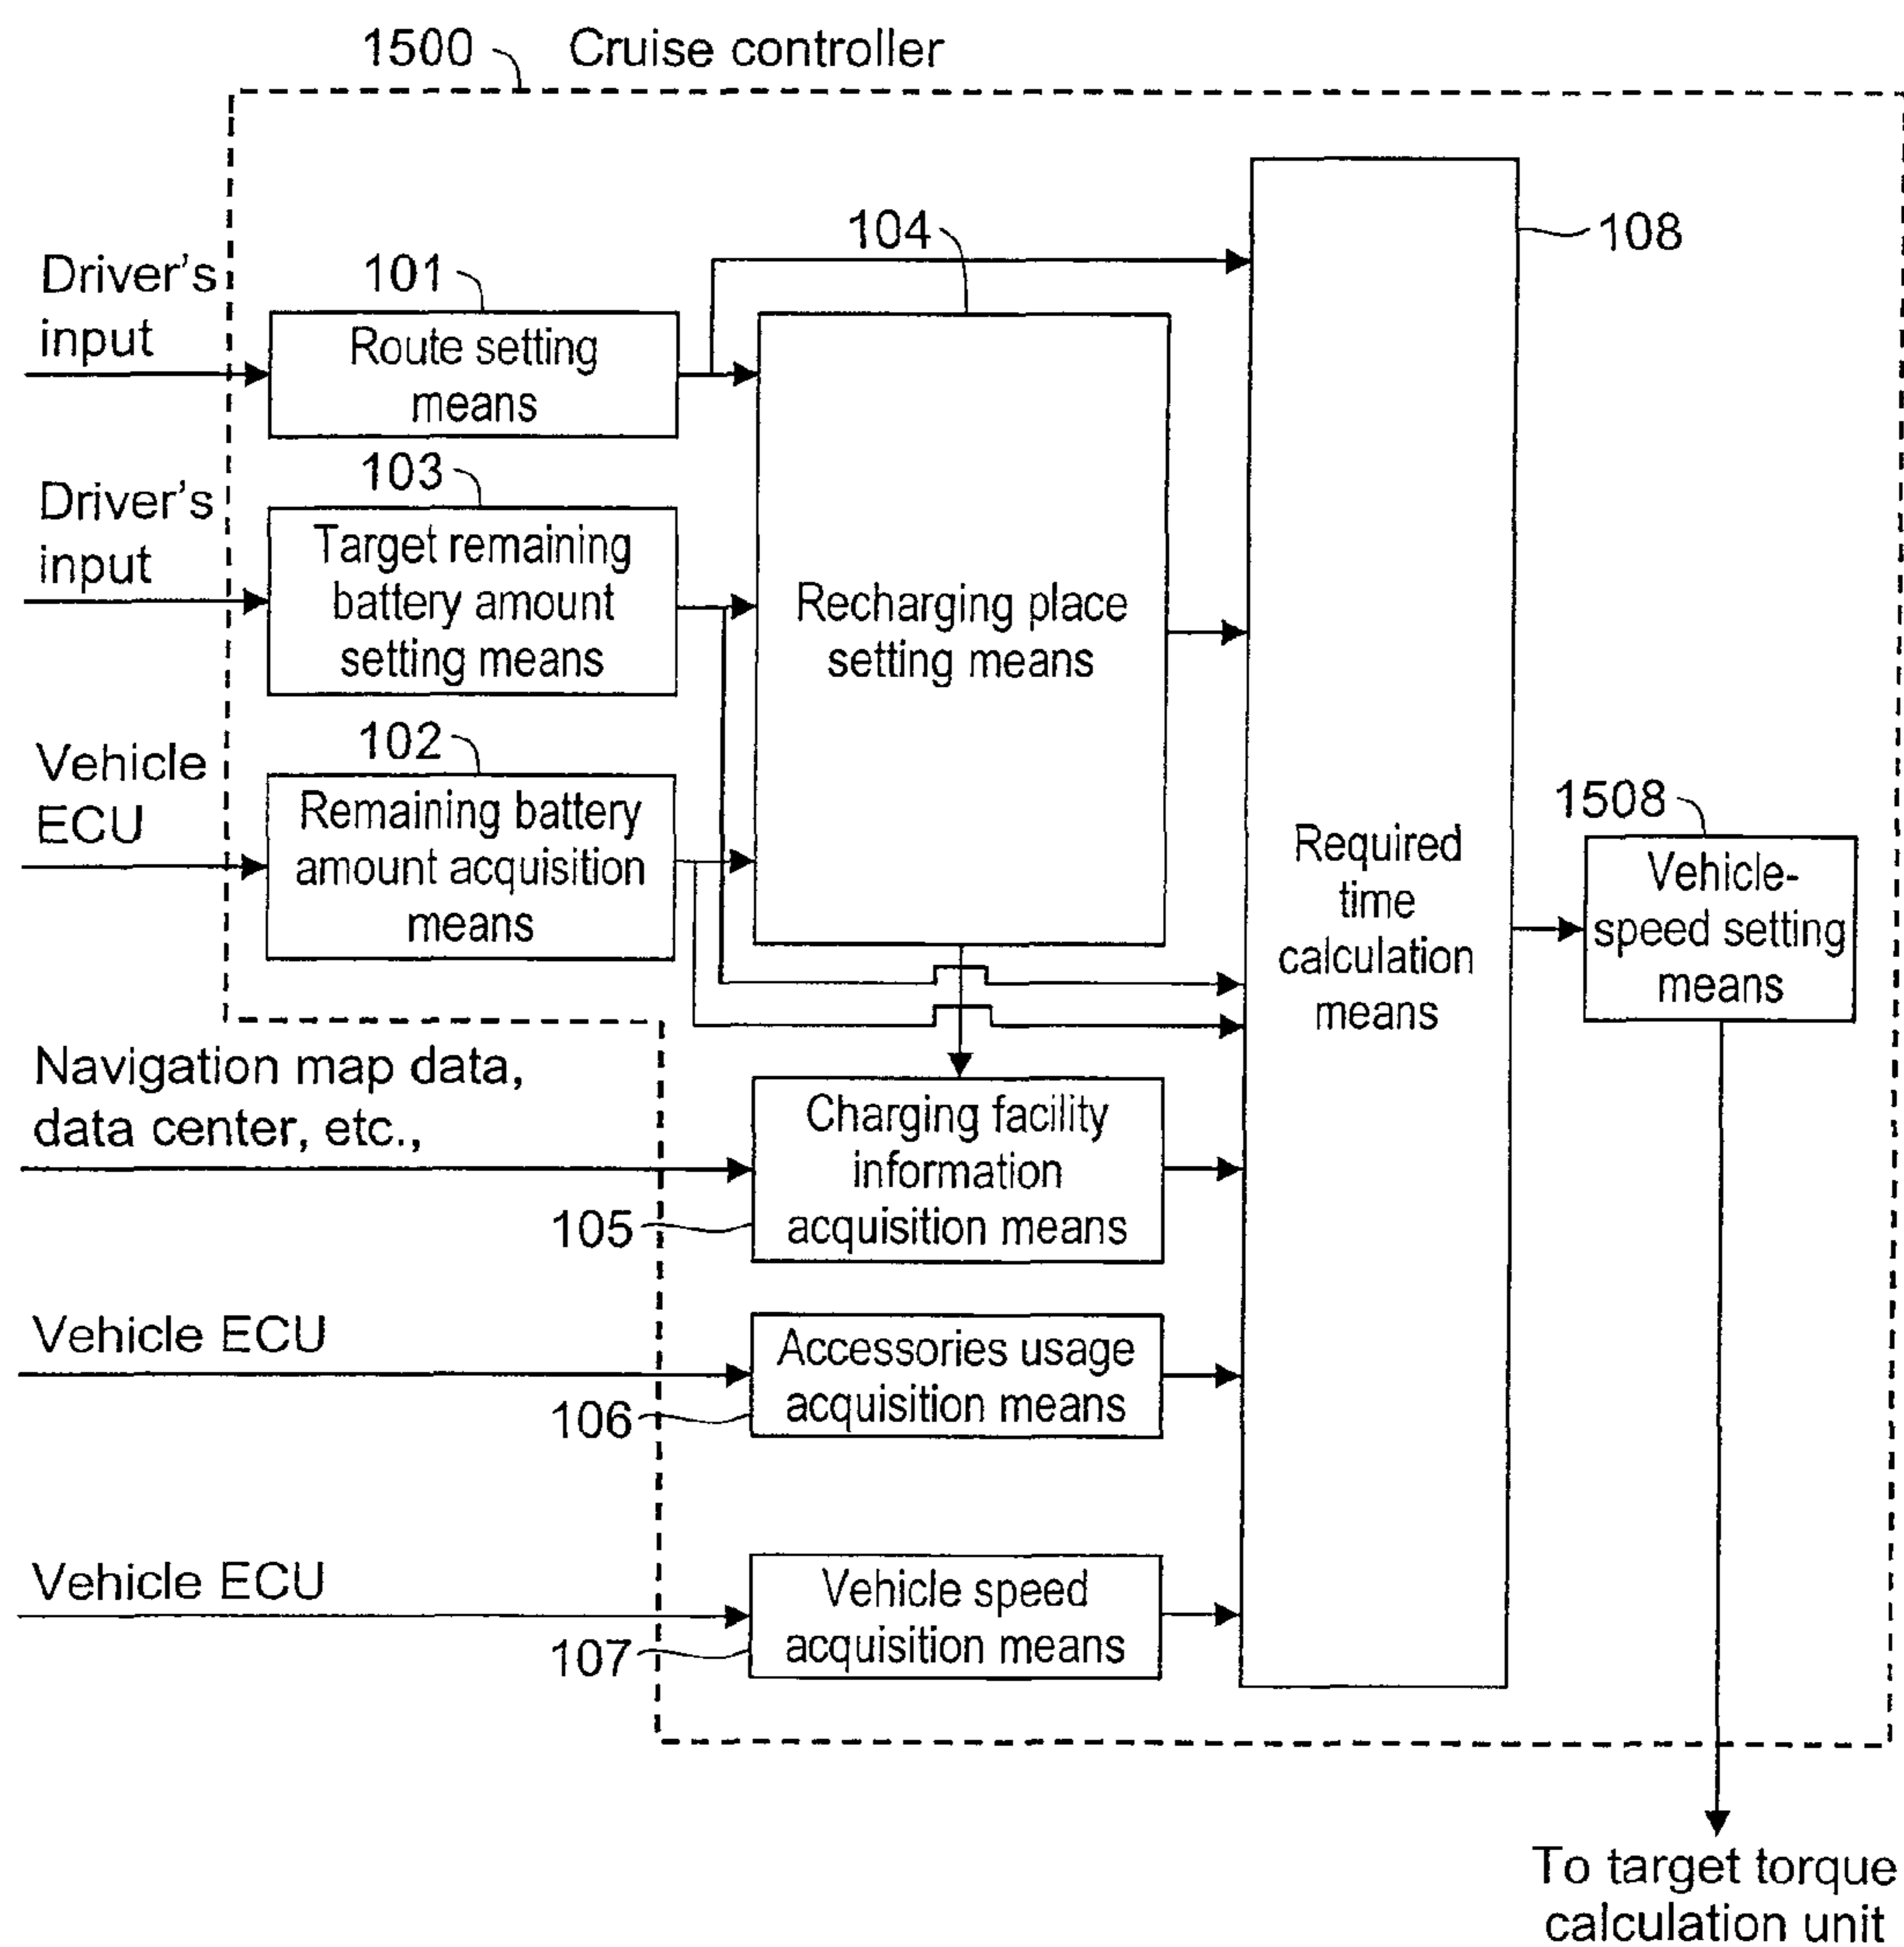 1500 Cruise controller
104
108
Driver's
input
101
Route setting
means
Driver's
input
103
Target remaining
battery amount
setting means
Recharging place
setting means
Vehicle
ECU
102
Remaining battery
amount acquisition
means
Required
time
calculation
means
1508
Vehicle-
speed setting
means
Navigation map data,
data center, etc.,
Charging facility
information
acquisition means
105
Vehicle ECU
Accessories usage
acquisition means
106
Vehicle ECU
Vehicle speed
acquisition means
107
To target torque
calculation unit